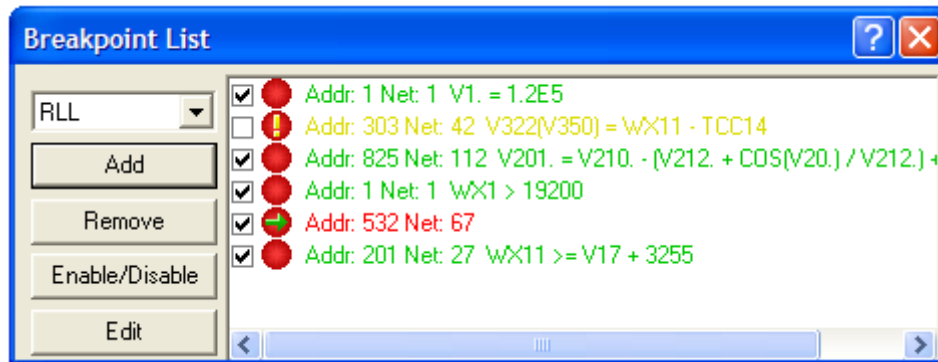 Breakpoint List
RLL
Add
Remove
Enable/Disable
Edit
Addr: 1 Net: 1 V1. = 1.2E5
Addr: 303 Net: 42 V322(V350) = WX11 - TCC14
Addr: 825 Net: 112 V201. = V210. - (V212. + COS(V20.) / V212.) +
Addr: 1 Net: 1 WX1 > 19200
Addr: 532 Net: 67
Addr: 201 Net: 27 WX11 >= V17 + 3255